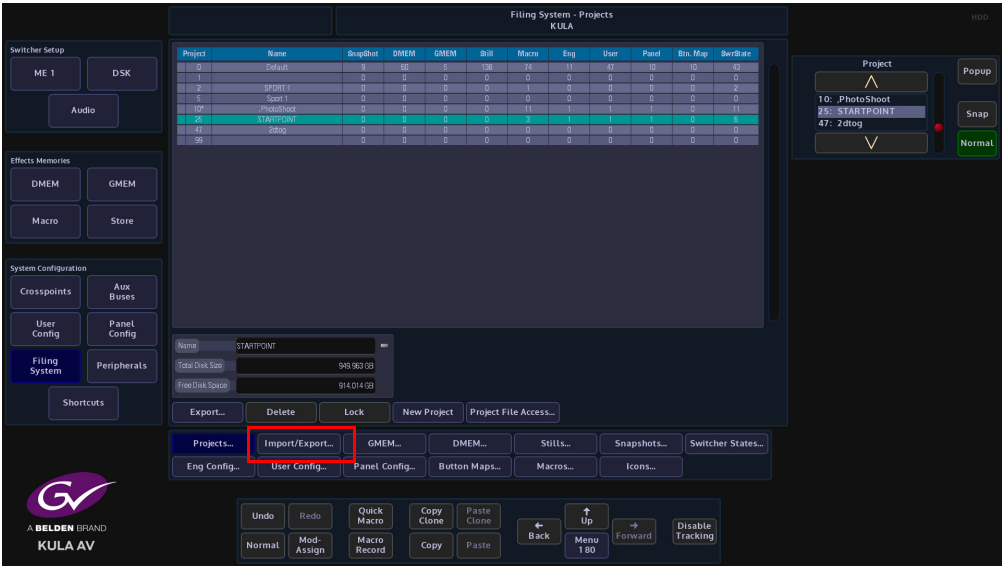 Filing System - Projects
KULA
HDD
Switcher Setup
ME 1
DSK
Audio
Effects Memories
DMEM
GMEM
Macro
Store
System Configuration
Crosspoints
Aux
Buses
User
Config
Panel
Config
Filing
System
Peripherals
Shortcuts
Project Name SnapShot DMEM GMEM Still Macro Eng User Panel Btn. Map SwrState
0 Default 9 60 5 138 74 11 47 10 10 43
1 0 0 0 0 0 0 0 0 0 0
2 SPORT 1 0 0 0 0 1 0 0 0 0 2
5 Sport 1 0 0 0 0 0 0 0 0 0 0
10* .PhotoShoot 0 0 0 0 11 1 1 1 0 11
25 STARTPOINT 0 0 0 0 3 1 1 1 0 6
47 2dtog 0 0 0 0 0 0 0 0 0 0
99 0 0 0 0 0 0 0 0 0 0
Name STARTPOINT
Total Disk Size 949.963 GB
Free Disk Space 914.014 GB
Export...
Delete
Lock
New Project
Project File Access...
Projects...
Import/Export...
GMEM...
DMEM...
Stills...
Snapshots...
Switcher States...
Eng Config...
User Config...
Panel Config...
Button Maps...
Macros...
Icons...
Project
10: .PhotoShoot
25: STARTPOINT
47: 2dtog
Popup
Snap
Normal
GV
A BELDEN BRAND
KULA AV
Undo
Redo
Quick
Macro
Copy
Clone
Paste
Clone
Normal
Mod-
Assign
Macro
Record
Copy
Paste
← Back
↑ Up
Menu
180
→ Forward
Disable
Tracking